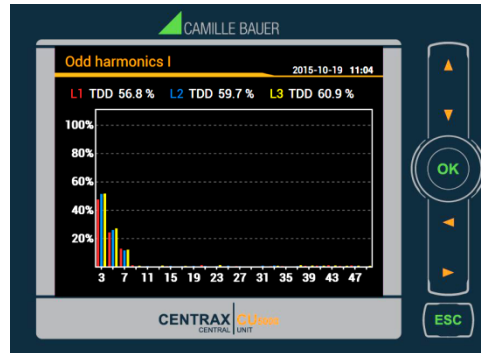 CAMILLE BAUER
Odd harmonics I
2015-10-19 11:04
L1 TDD 56.8 % L2 TDD 59.7 % L3 TDD 60.9 %
100%
80%
60%
40%
20%
3 7 11 15 19 23 27 31 35 39 43 47
OK
CENTRAX
CENTRAL UNIT
ESC